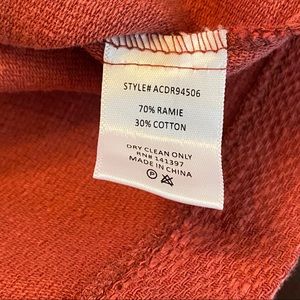 STYLE# ACDR94506
70% RAMIE
30% COTTON
DRY CLEAN ONLY
RN# 141397
MADE IN CHINA
P